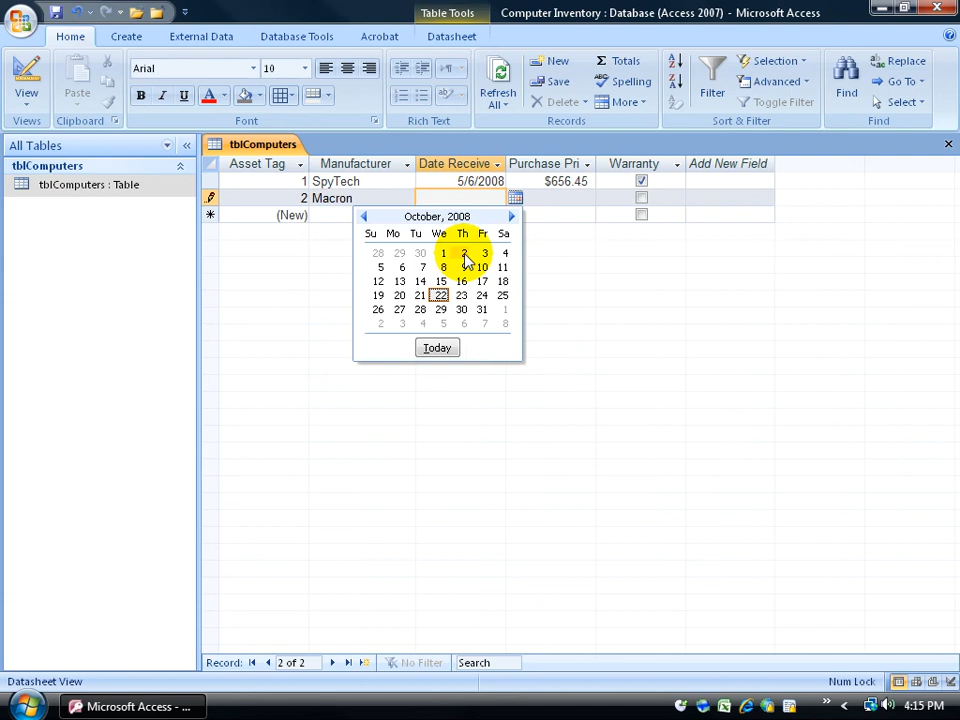 Table Tools
Computer Inventory : Database (Access 2007) - Microsoft Access
Home Create External Data Database Tools Acrobat Datasheet
View
Views
Paste
Clipboard
Arial 10
B I U A
Font
Rich Text
Refresh
All
New
Save
Delete
Totals
Spelling
More
Records
Filter
Selection
Advanced
Toggle Filter
Sort & Filter
Find
Replace
Go To
Select
Find
All Tables
tblComputers
tblComputers : Table
tblComputers
Asset Tag Manufacturer Date Receive Purchase Pri Warranty Add New Field
1 SpyTech 5/6/2008 $656.45
2 Macron
(New)
October, 2008
Su Mo Tu We Th Fr Sa
28 29 30 1 2 3 4
5 6 7 8 9 10 11
12 13 14 15 16 17 18
19 20 21 22 23 24 25
26 27 28 29 30 31 1
2 3 4 5 6 7 8
Today
Record: 2 of 2 No Filter Search
Datasheet View
Num Lock
Microsoft Access - ...
4:15 PM